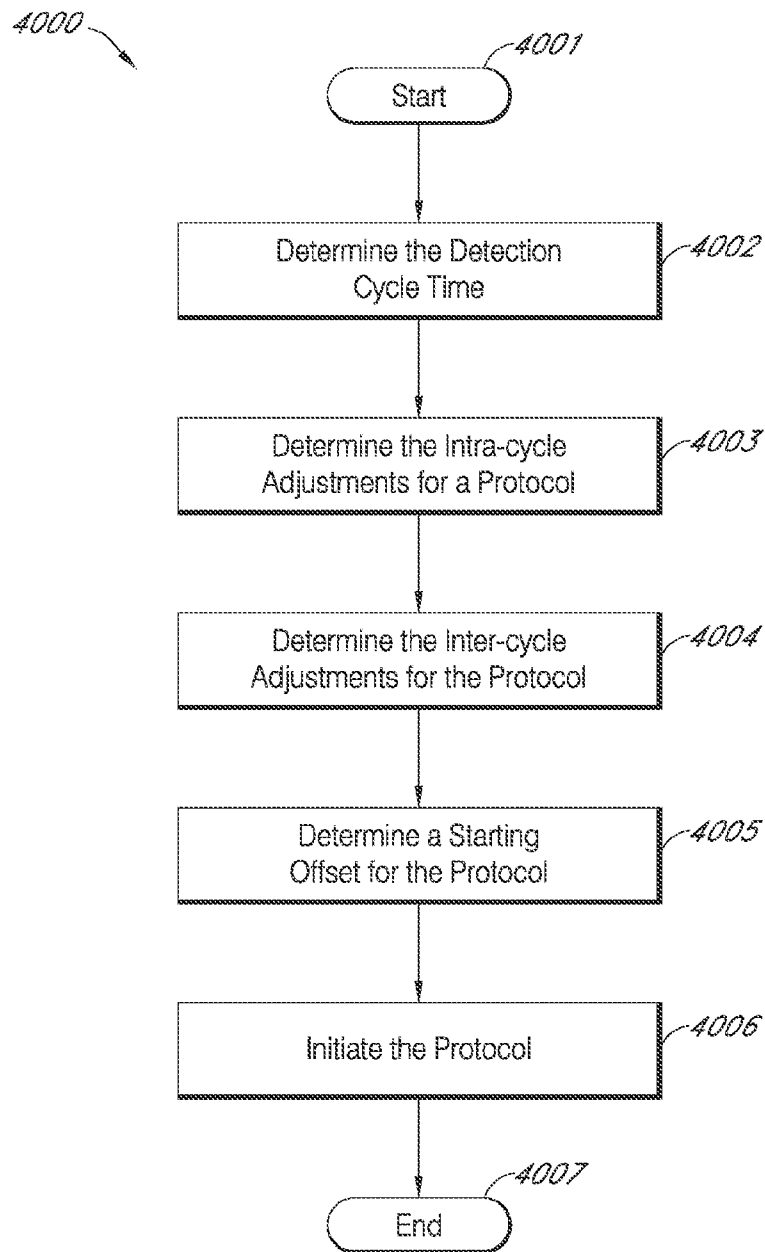 4000
4001
Start
Determine the Detection
Cycle Time
4002
Determine the Intra-cycle
Adjustments for a Protocol
4003
Determine the Inter-cycle
Adjustments for the Protocol
4004
Determine a Starting
Offset for the Protocol
4005
Initiate the Protocol
4006
4007
End